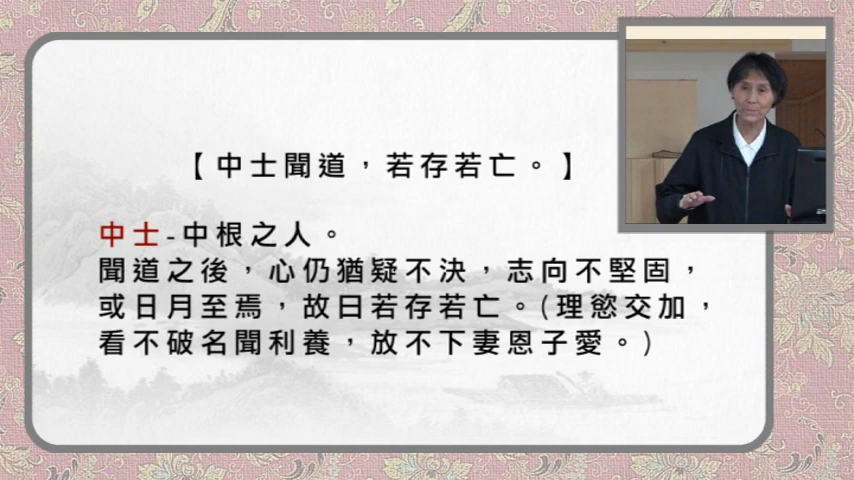 【中士聞道，若存若亡。】
中士-中根之人。
聞道之後，心仍猶疑不決，志向不堅固，
或日月至焉，故曰若存若亡。(理慾交加，
看不破名聞利養，放不下妻恩子愛。)